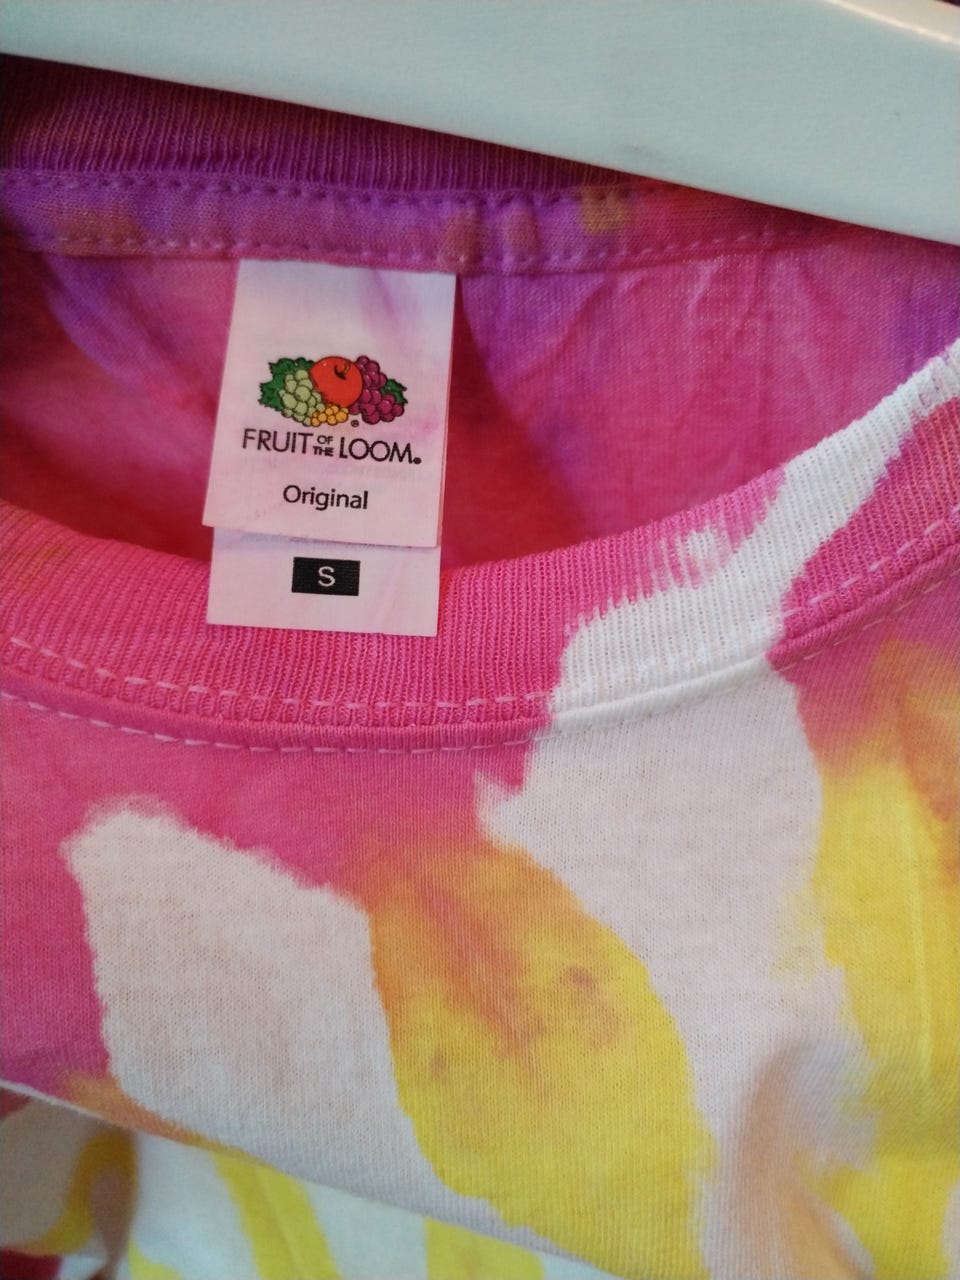 FRUIT OF THE LOOM®
Original
S